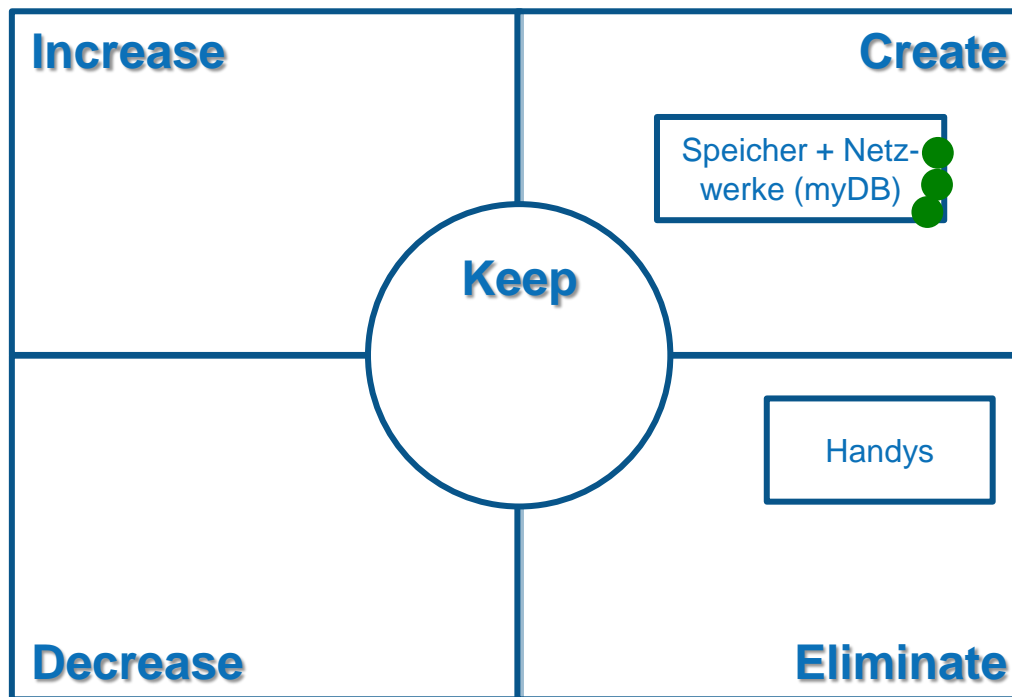 Increase
Create
Speicher + Netz-
werke (myDB)
Keep
Handys
Decrease
Eliminate